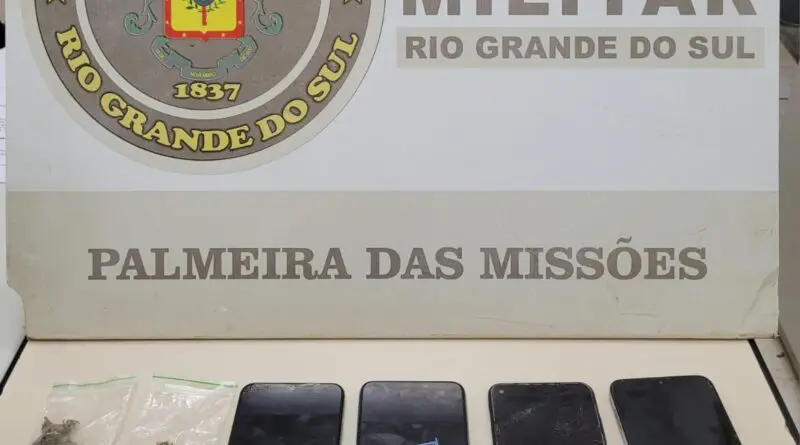 MILITAR
RIO GRANDE DO SUL
1837
RIO GRANDE DO SUL
PALMEIRA DAS MISSÕES